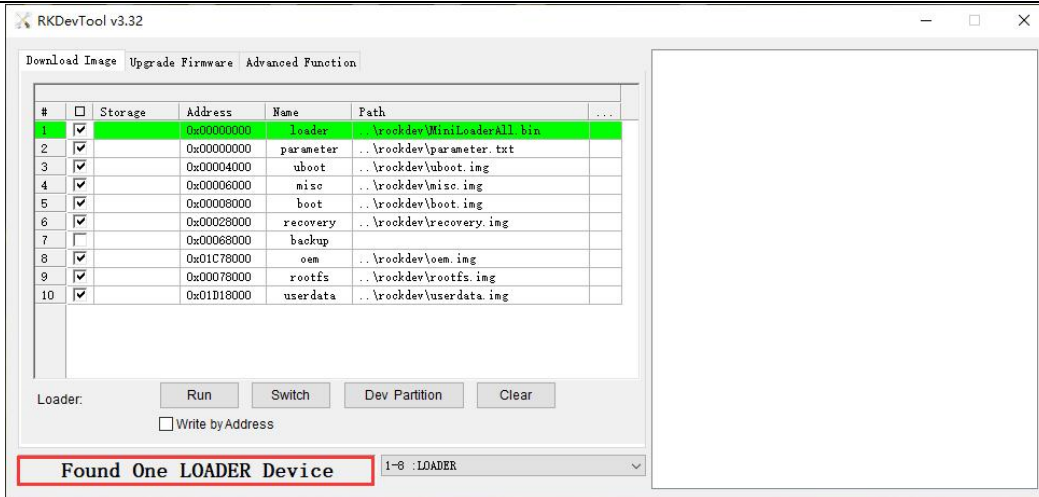 RKDevTool v3.32
Download Image Upgrade Firmware Advanced Function
# Storage Address Name Path ...
1 0x00000000 loader ..\rockdev\MiniLoaderAll.bin
2 0x00000000 parameter ..\rockdev\parameter.txt
3 0x00004000 uboot ..\rockdev\uboot.img
4 0x00006000 misc ..\rockdev\misc.img
5 0x00008000 boot ..\rockdev\boot.img
6 0x00028000 recovery ..\rockdev\recovery.img
7 0x00068000 backup
8 0x01C78000 oem ..\rockdev\oem.img
9 0x00078000 rootfs ..\rockdev\rootfs.img
10 0x01D18000 userdata ..\rockdev\userdata.img
Loader: Run Switch Dev Partition Clear
Write by Address
Found One LOADER Device 1-6 :LOADER